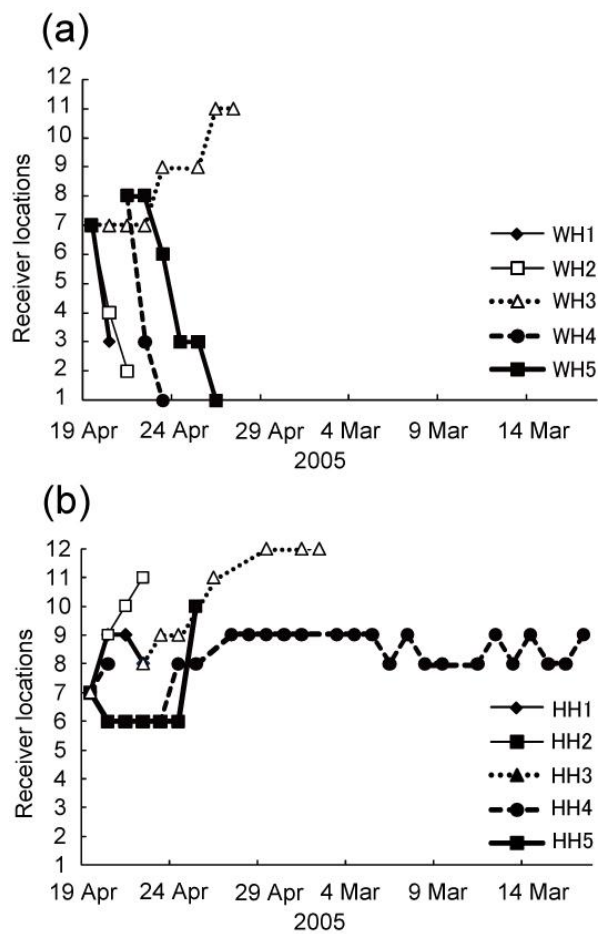 (a)
12
11
10
9
8
7
6
5
4
3
2
1
Receiver locations
WH1
WH2
WH3
WH4
WH5
19 Apr 24 Apr 29 Apr 4 Mar 9 Mar 14 Mar
2005
(b)
12
11
10
9
8
7
6
5
4
3
2
1
Receiver locations
HH1
HH2
HH3
HH4
HH5
19 Apr 24 Apr 29 Apr 4 Mar 9 Mar 14 Mar
2005